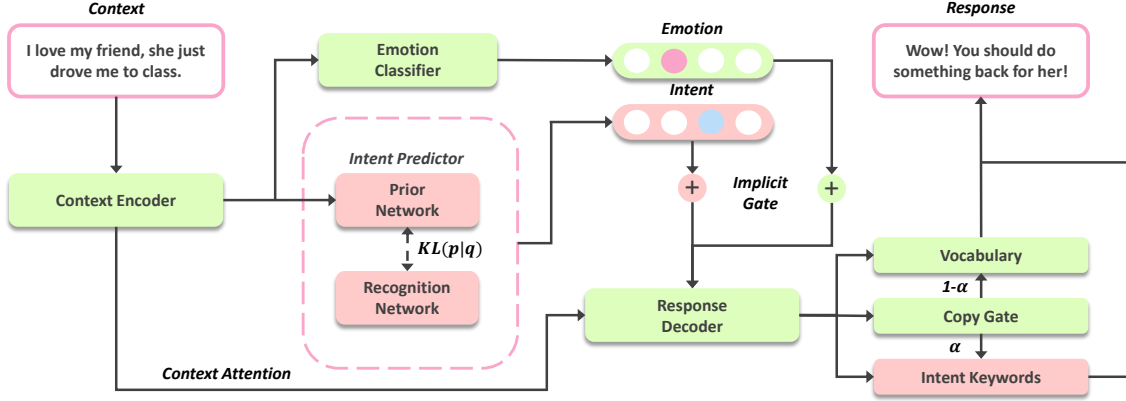 Context
I love my friend, she just
drove me to class.
Emotion
Classifier
Emotion
Intent
Response
Wow! You should do
something back for her!
Intent Predictor
Context Encoder
Prior
Network
KL(p|q)
Recognition
Network
+
Implicit
Gate
+
Response
Decoder
Vocabulary
1-α
Copy Gate
α
Intent Keywords
Context Attention